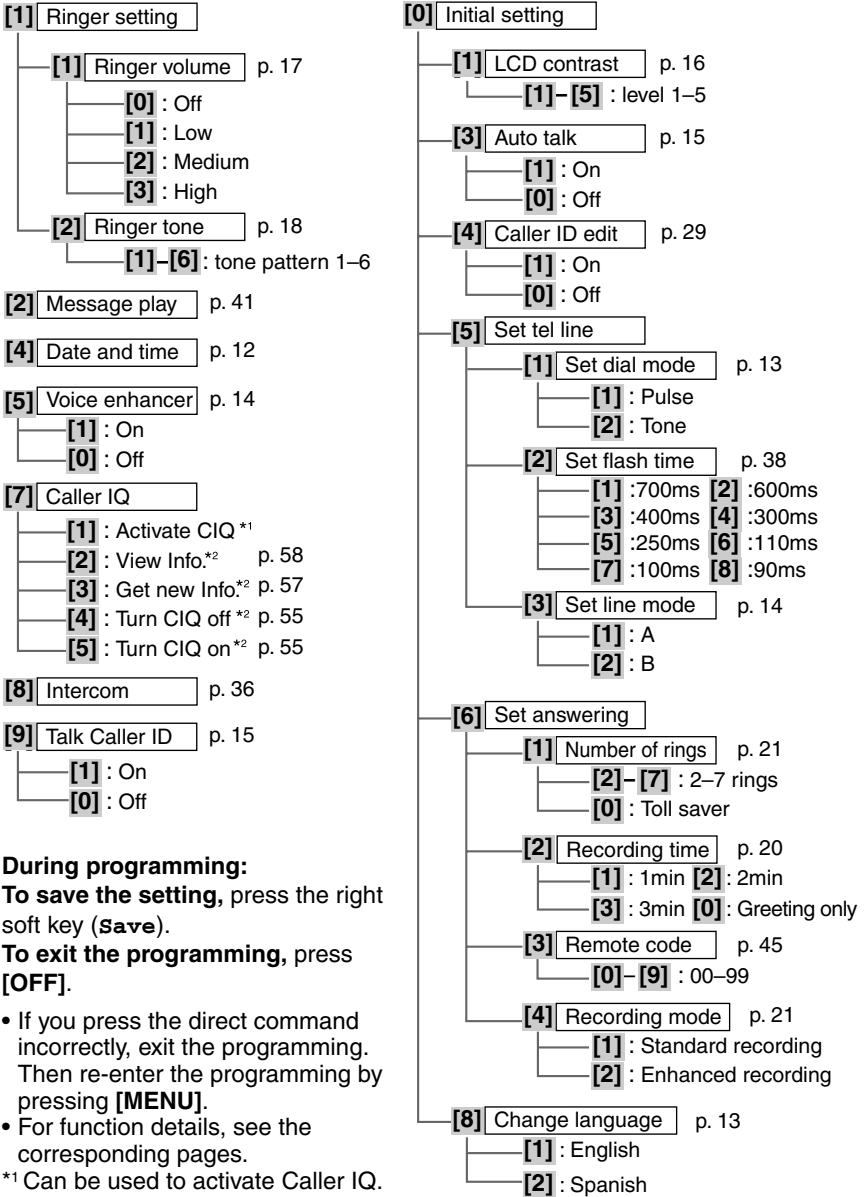 [1] Ringer setting
[1] Ringer volume p. 17
[0] : Off
[1] : Low
[2] : Medium
[3] : High
[2] Ringer tone p. 18
[1]–[6] : tone pattern 1–6
[2] Message play p. 41
[4] Date and time p. 12
[5] Voice enhancer p. 14
[1] : On
[0] : Off
[7] Caller IQ
[1] : Activate CIQ *1
[2] : View Info.*2 p. 58
[3] : Get new Info.*2 p. 57
[4] : Turn CIQ off *2 p. 55
[5] : Turn CIQ on *2 p. 55
[8] Intercom p. 36
[9] Talk Caller ID p. 15
[1] : On
[0] : Off
During programming:
To save the setting, press the right
soft key (Save).
To exit the programming, press
[OFF].
• If you press the direct command
incorrectly, exit the programming.
Then re-enter the programming by
pressing [MENU].
• For function details, see the
corresponding pages.
*1 Can be used to activate Caller IQ.
[0] Initial setting
[1] LCD contrast p. 16
[1]–[5] : level 1–5
[3] Auto talk p. 15
[1] : On
[0] : Off
[4] Caller ID edit p. 29
[1] : On
[0] : Off
[5] Set tel line
[1] Set dial mode p. 13
[1] : Pulse
[2] : Tone
[2] Set flash time p. 38
[1] :700ms [2] :600ms
[3] :400ms [4] :300ms
[5] :250ms [6] :110ms
[7] :100ms [8] :90ms
[3] Set line mode p. 14
[1] : A
[2] : B
[6] Set answering
[1] Number of rings p. 21
[2]–[7] : 2–7 rings
[0] : Toll saver
[2] Recording time p. 20
[1] : 1min [2] : 2min
[3] : 3min [0] : Greeting only
[3] Remote code p. 45
[0]–[9] : 00–99
[4] Recording mode p. 21
[1] : Standard recording
[2] : Enhanced recording
[8] Change language p. 13
[1] : English
[2] : Spanish